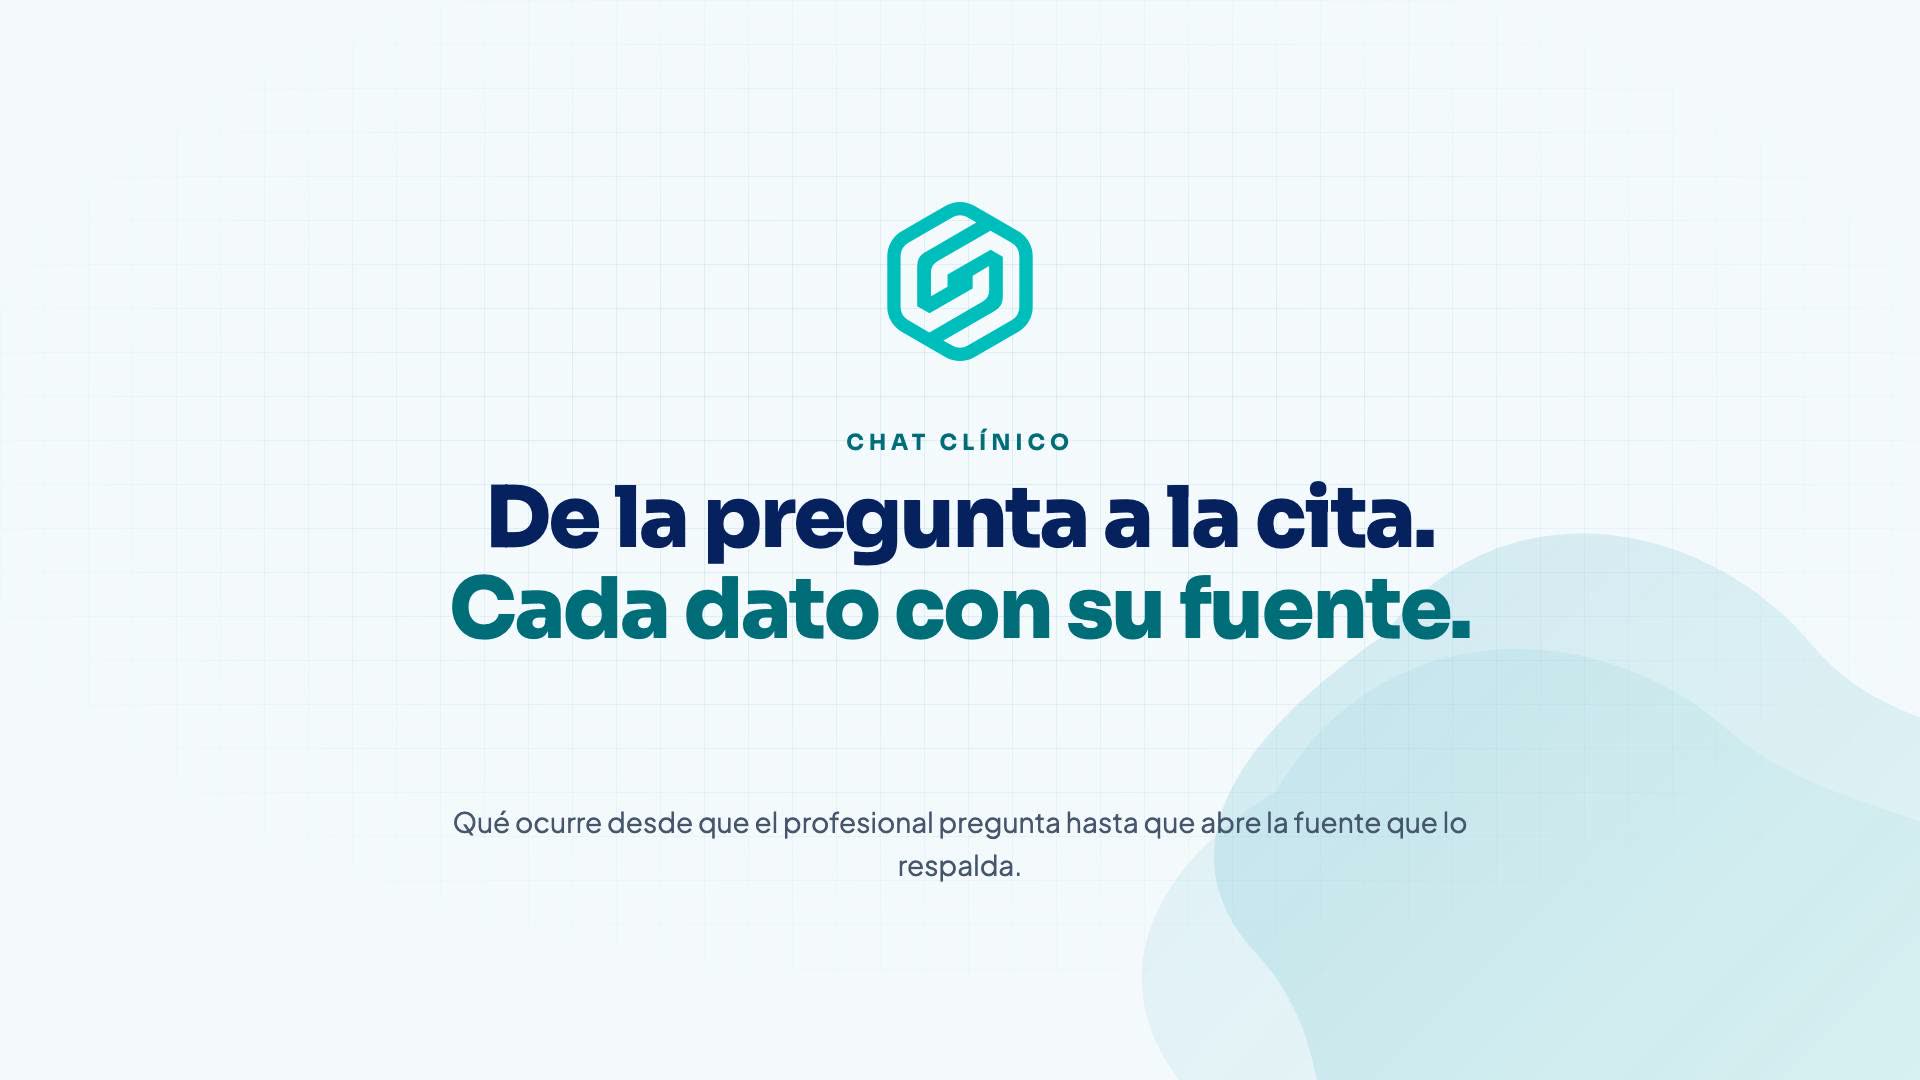 CHAT CLÍNICO
De la pregunta a la cita.
Cada dato con su fuente.
Qué ocurre desde que el profesional pregunta hasta que abre la fuente que lo
respalda.